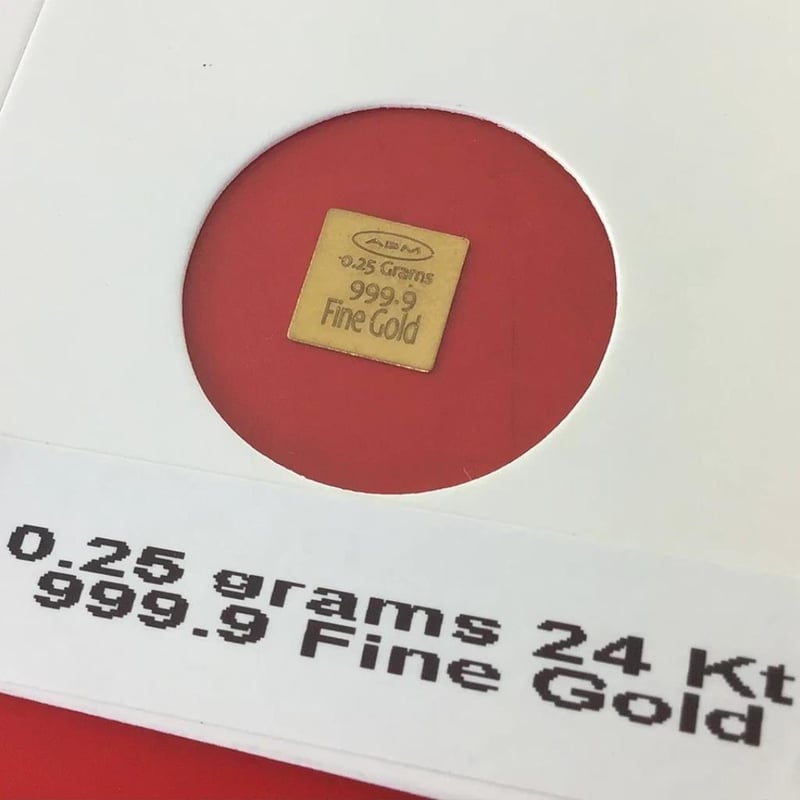 APM
0.25 Grams
999.9
Fine Gold
0.25 grams 24 Kt
999.9 Fine Gold